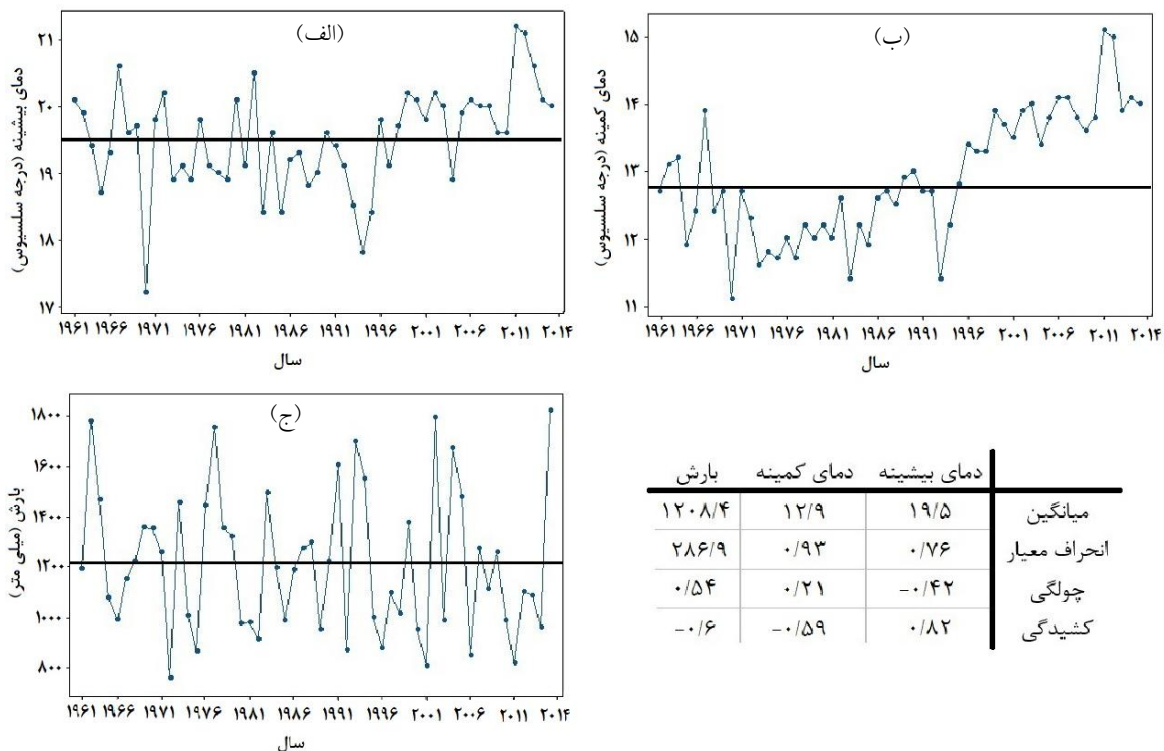 (الف)
دمای بیشینه (درجه سلسیوس)
۲۱
۲۰
۱۹
۱۸
۱۷
۱۹۶۱ ۱۹۶۶ ۱۹۷۱ ۱۹۷۶ ۱۹۸۱ ۱۹۸۶ ۱۹۹۱ ۱۹۹۶ ۲۰۰۱ ۲۰۰۶ ۲۰۱۱ ۲۰۱۴
سال
(ب)
دمای کمینه (درجه سلسیوس)
۱۵
۱۴
۱۳
۱۲
۱۱
۱۹۶۱ ۱۹۶۶ ۱۹۷۱ ۱۹۷۶ ۱۹۸۱ ۱۹۸۶ ۱۹۹۱ ۱۹۹۶ ۲۰۰۱ ۲۰۰۶ ۲۰۱۱ ۲۰۱۴
سال
(ج)
بارش (میلی متر)
۱۸۰۰
۱۶۰۰
۱۴۰۰
۱۲۰۰
۱۰۰۰
۸۰۰
۱۹۶۱ ۱۹۶۶ ۱۹۷۱ ۱۹۷۶ ۱۹۸۱ ۱۹۸۶ ۱۹۹۱ ۱۹۹۶ ۲۰۰۱ ۲۰۰۶ ۲۰۱۱ ۲۰۱۴
سال
دمای بیشینه دمای کمینه بارش
میانگین ۱۹/۵ ۱۲/۹ ۱۲۰۸/۴
انحراف معیار ۰/۷۶ ۰/۹۳ ۲۸۶/۹
چولگی −۰/۴۲ ۰/۲۱ ۰/۵۴
کشیدگی ۰/۸۲ −۰/۵۹ −۰/۶